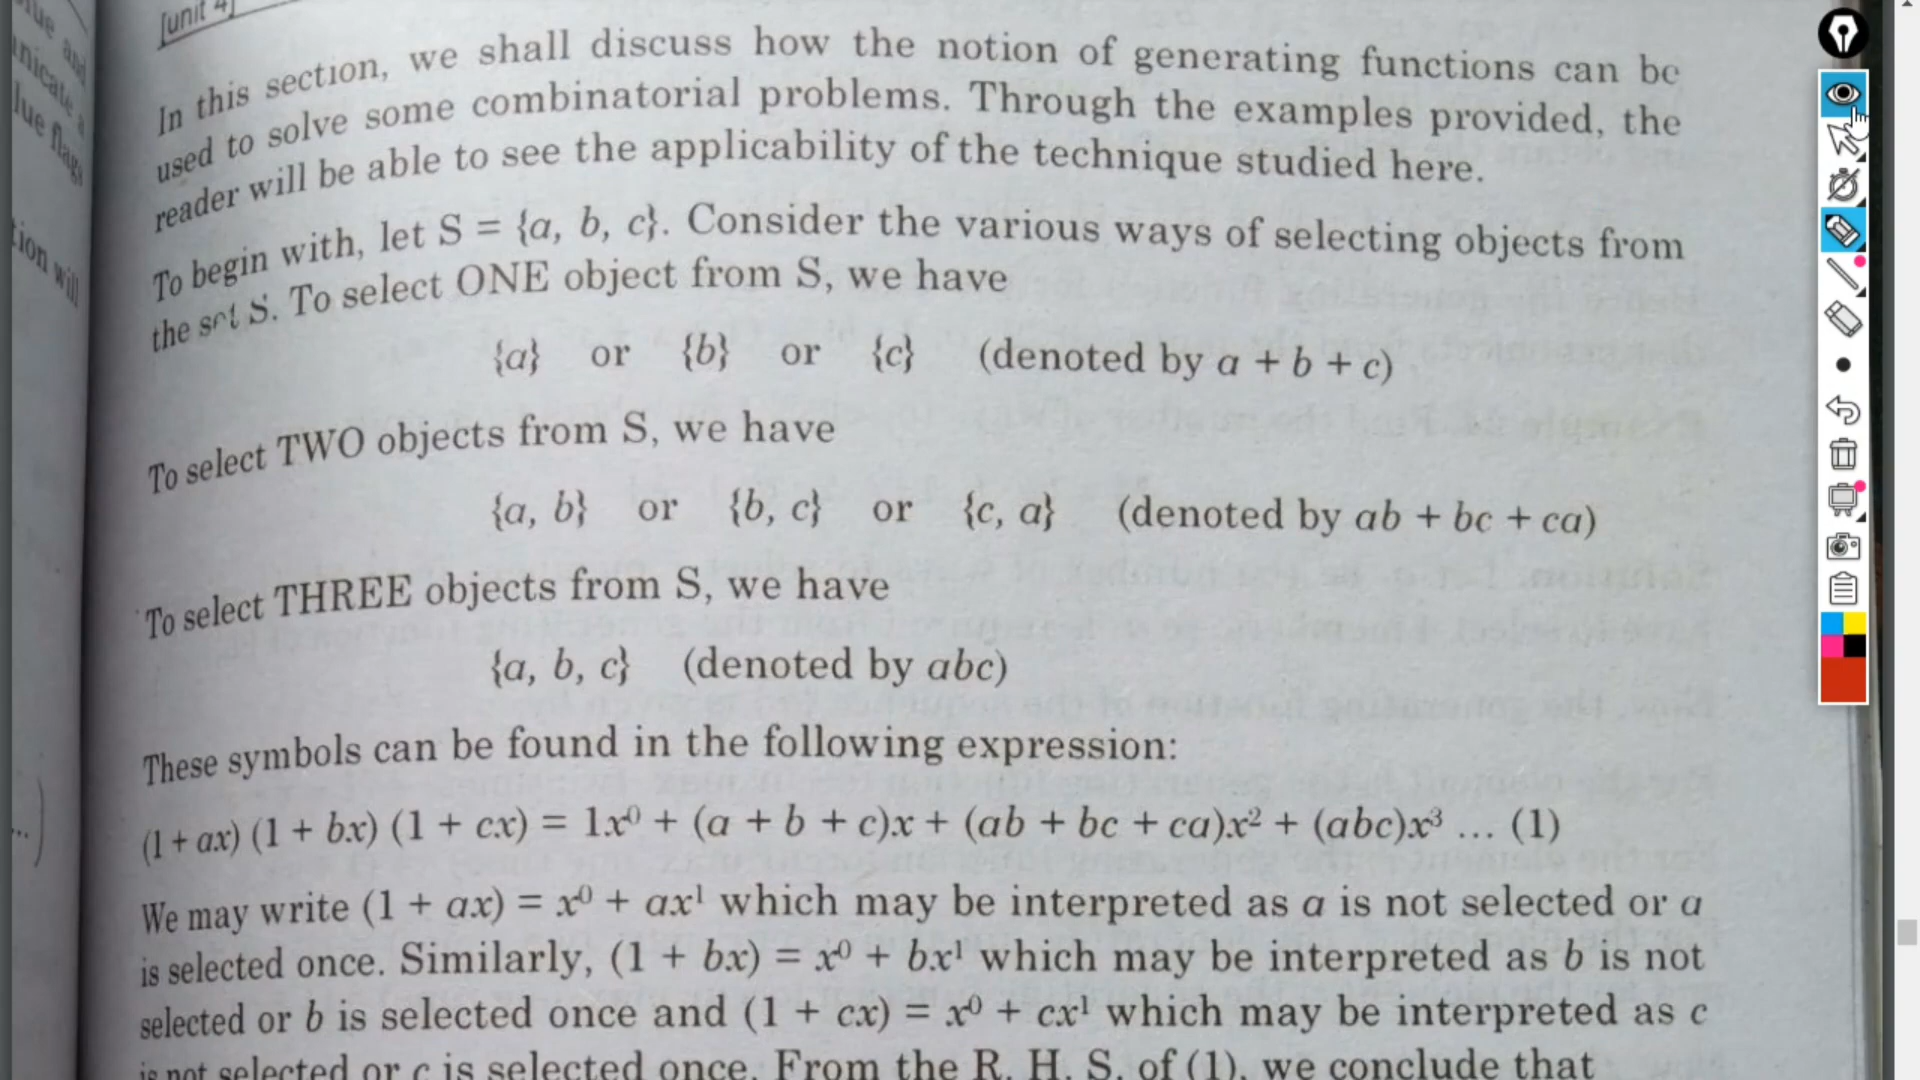 [unit 4]
In this section, we shall discuss how the notion of generating functions can be
used to solve some combinatorial problems. Through the examples provided, the
reader will be able to see the applicability of the technique studied here.
To begin with, let S = {a, b, c}. Consider the various ways of selecting objects from
the set S. To select ONE object from S, we have
{a} or {b} or {c} (denoted by a + b + c)
To select TWO objects from S, we have
{a, b} or {b, c} or {c, a} (denoted by ab + bc + ca)
To select THREE objects from S, we have
{a, b, c} (denoted by abc)
These symbols can be found in the following expression:
(1 + ax) (1 + bx) (1 + cx) = 1x⁰ + (a + b + c)x + (ab + bc + ca)x² + (abc)x³ ... (1)
We may write (1 + ax) = x⁰ + ax¹ which may be interpreted as a is not selected or a
is selected once. Similarly, (1 + bx) = x⁰ + bx¹ which may be interpreted as b is not
selected or b is selected once and (1 + cx) = x⁰ + cx¹ which may be interpreted as c
is not selected or c is selected once. From the R. H. S. of (1), we conclude that